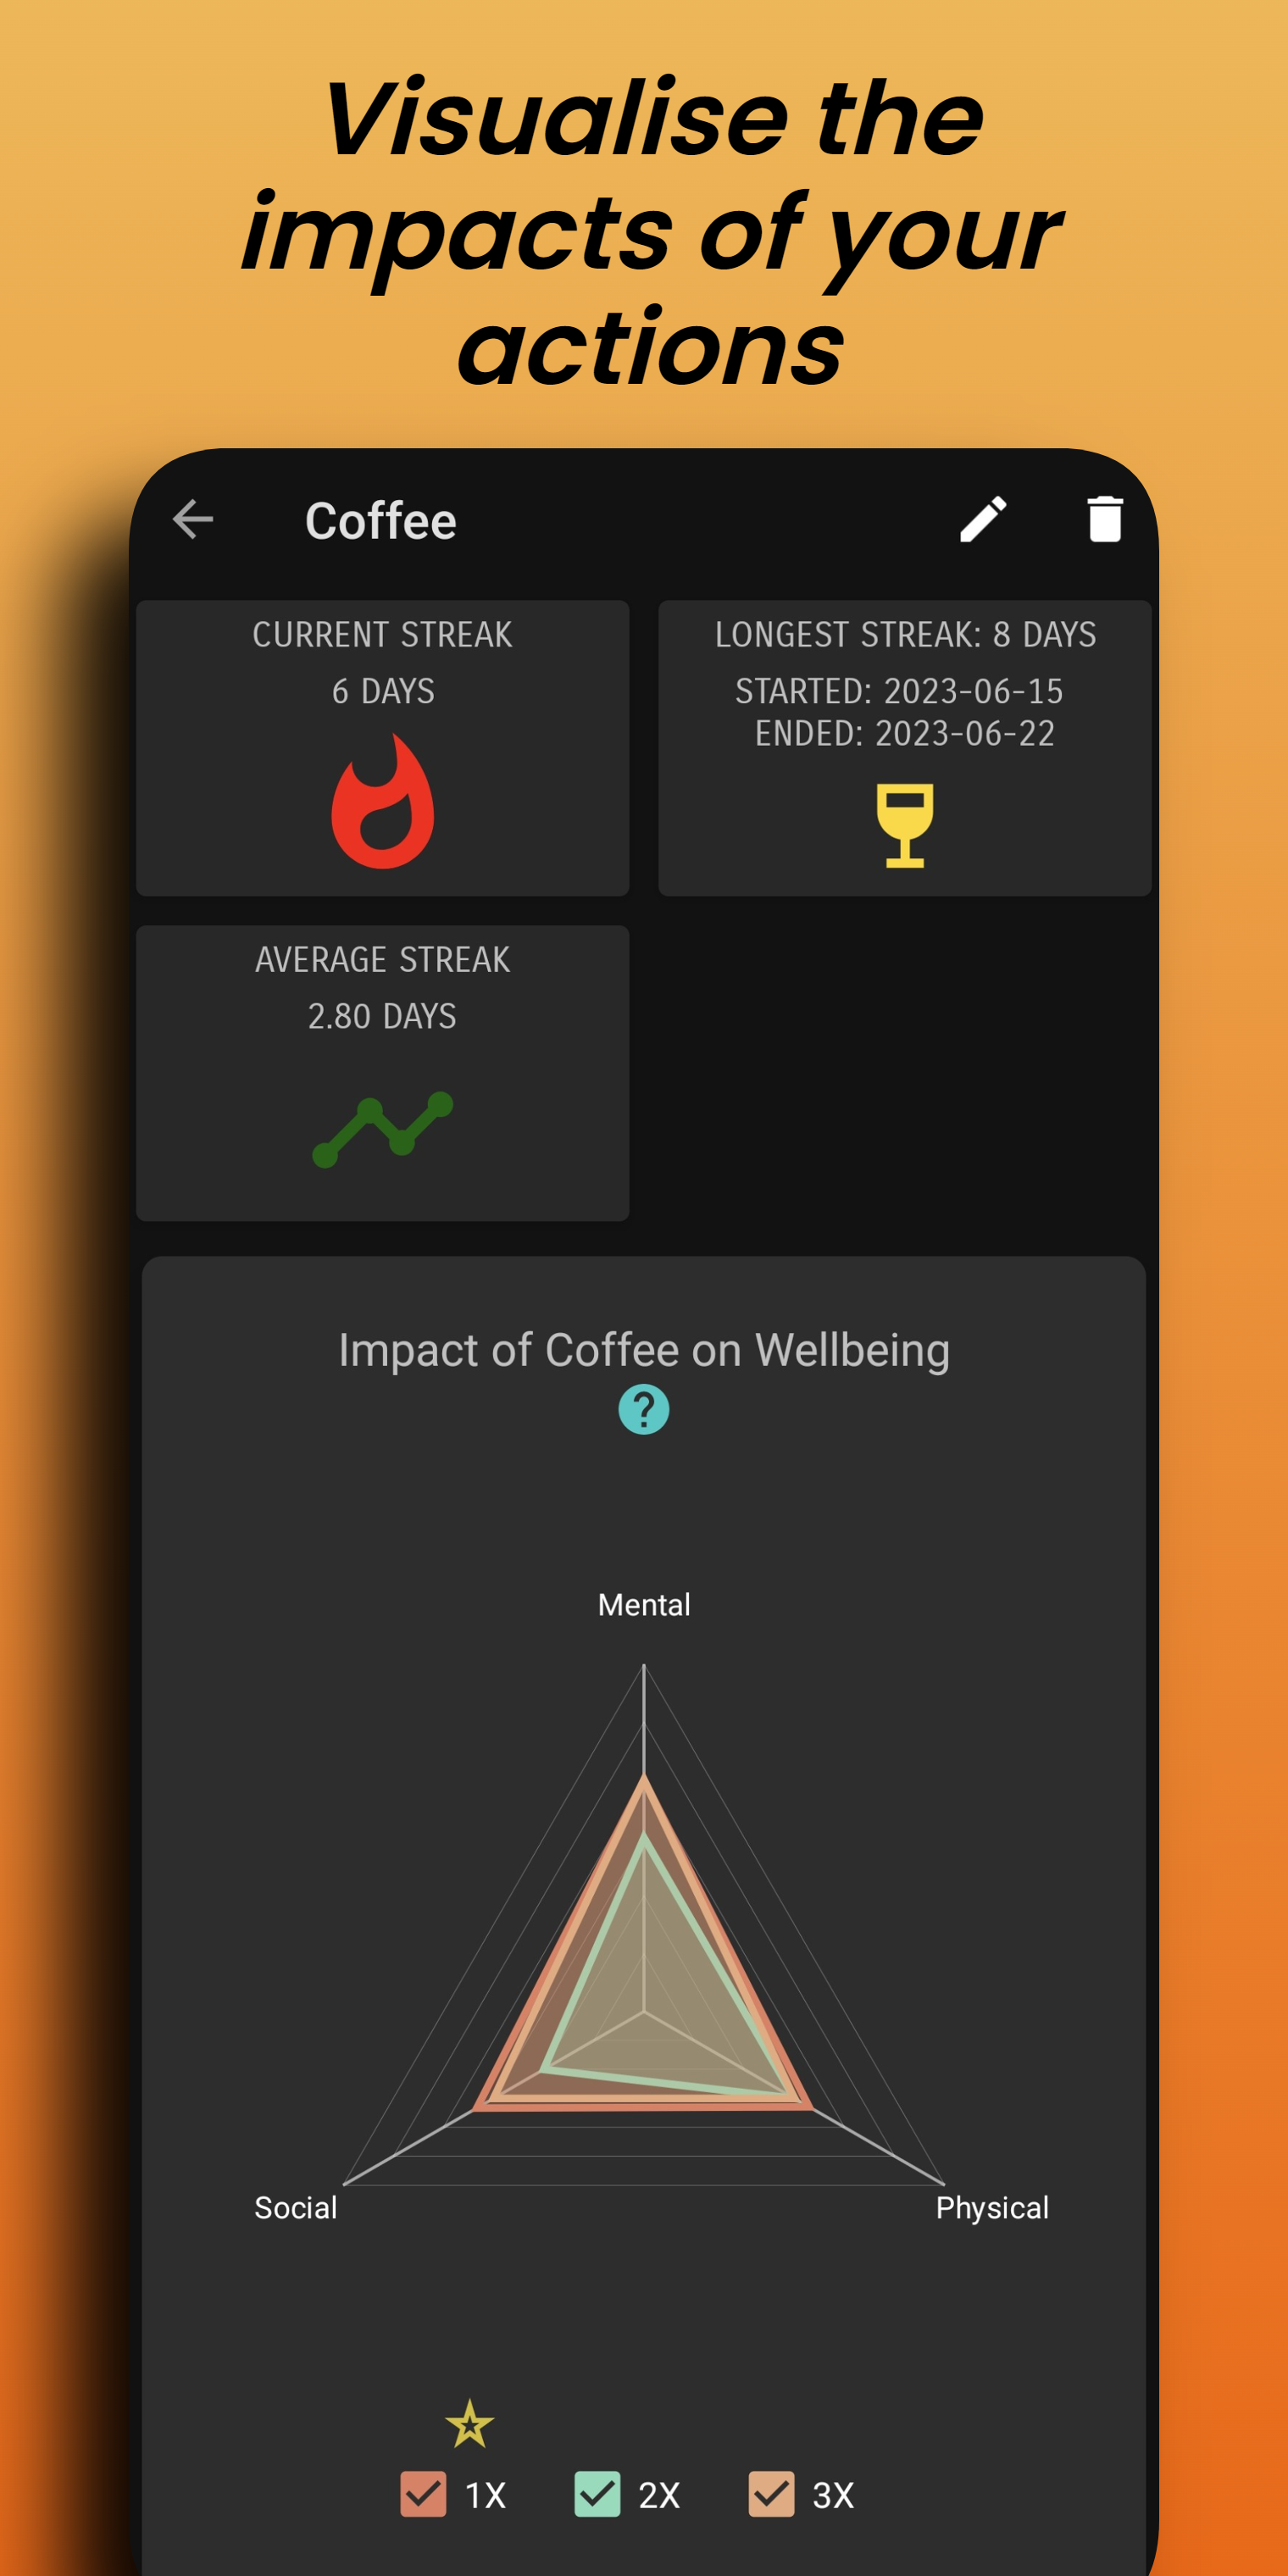 Visualise the
impacts of your
actions
Coffee
CURRENT STREAK
6 DAYS
LONGEST STREAK: 8 DAYS
STARTED: 2023-06-15
ENDED: 2023-06-22
AVERAGE STREAK
2.80 DAYS
Impact of Coffee on Wellbeing
?
Mental
Social
Physical
1X
2X
3X